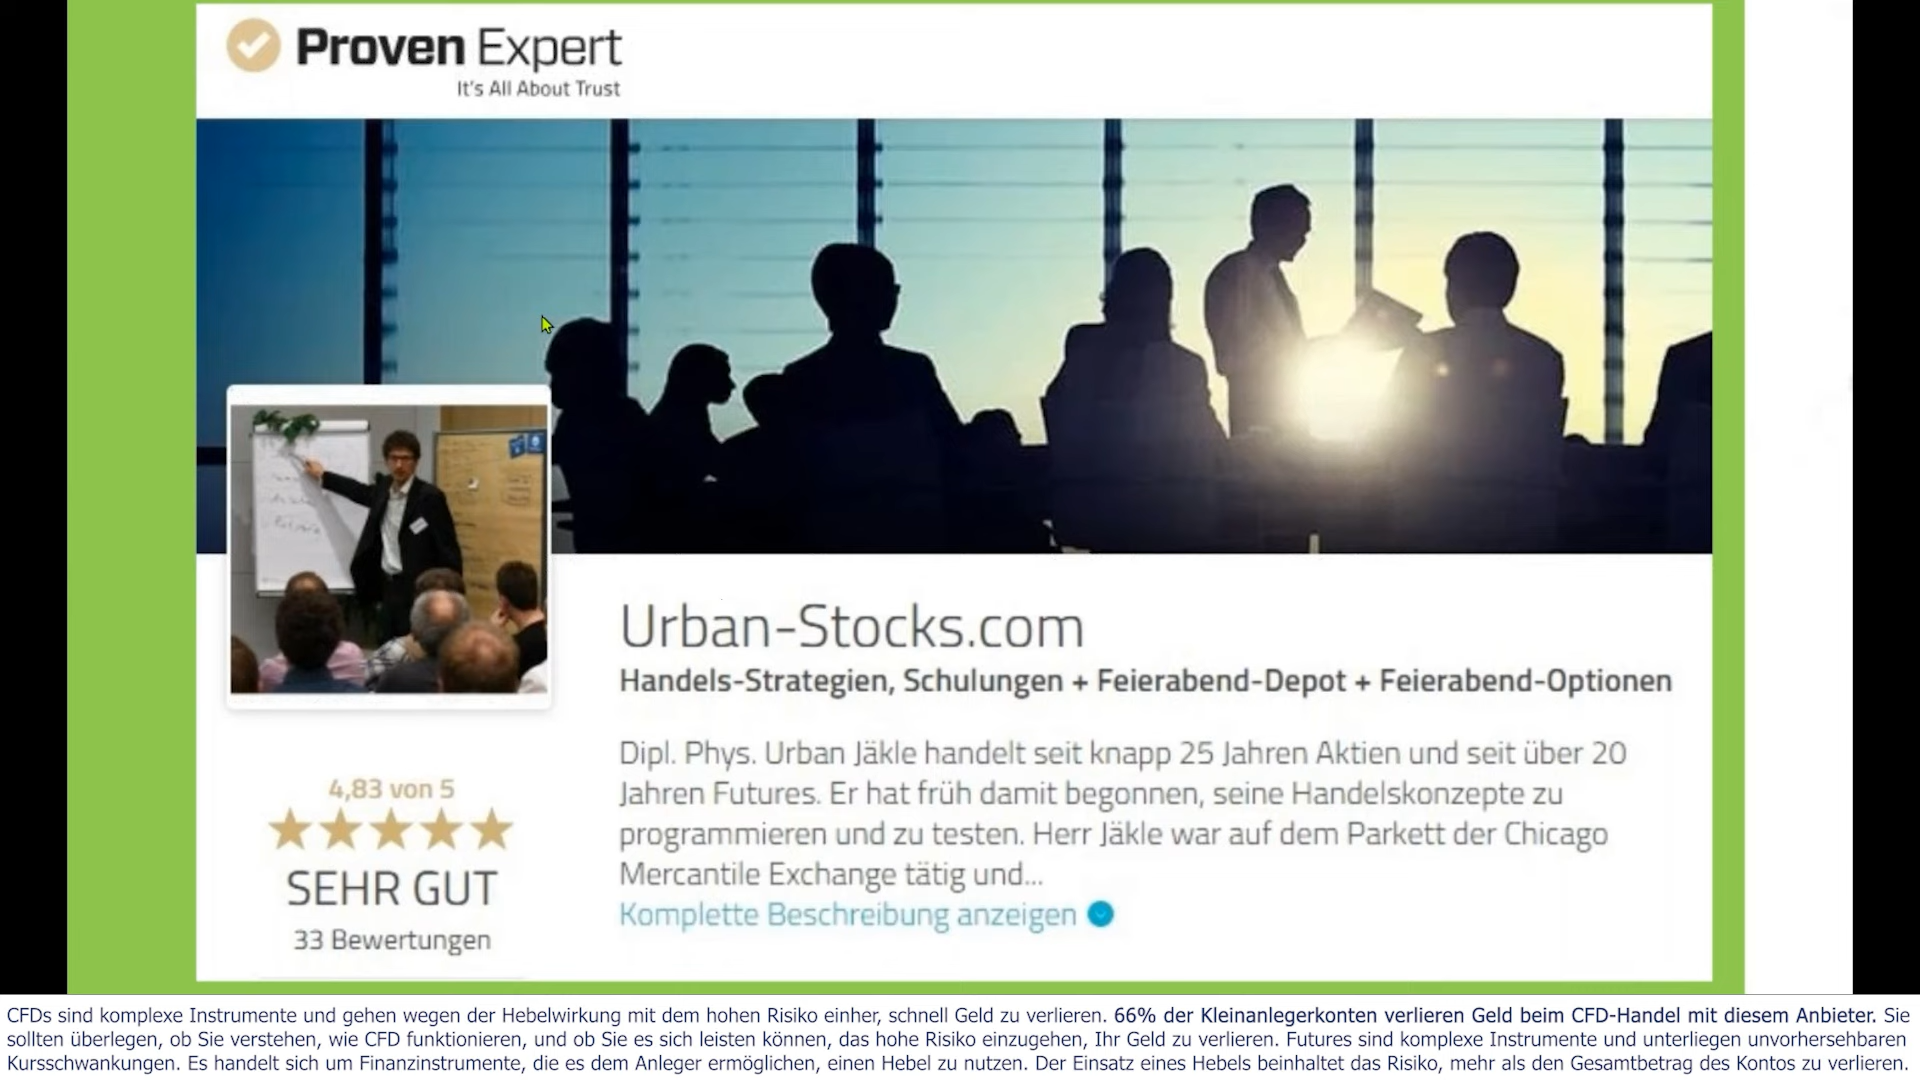 Proven Expert
It's All About Trust
Urban-Stocks.com
Handels-Strategien, Schulungen + Feierabend-Depot + Feierabend-Optionen
Dipl. Phys. Urban Jäkle handelt seit knapp 25 Jahren Aktien und seit über 20
Jahren Futures. Er hat früh damit begonnen, seine Handelskonzepte zu
programmieren und zu testen. Herr Jäkle war auf dem Parkett der Chicago
Mercantile Exchange tätig und...
Komplette Beschreibung anzeigen
4,83 von 5
SEHR GUT
33 Bewertungen
CFDs sind komplexe Instrumente und gehen wegen der Hebelwirkung mit dem hohen Risiko einher, schnell Geld zu verlieren. 66% der Kleinanlegerkonten verlieren Geld beim CFD-Handel mit diesem Anbieter. Sie
sollten überlegen, ob Sie verstehen, wie CFD funktionieren, und ob Sie es sich leisten können, das hohe Risiko einzugehen, Ihr Geld zu verlieren. Futures sind komplexe Instrumente und unterliegen unvorhersehbaren
Kursschwankungen. Es handelt sich um Finanzinstrumente, die es dem Anleger ermöglichen, einen Hebel zu nutzen. Der Einsatz eines Hebels beinhaltet das Risiko, mehr als den Gesamtbetrag des Kontos zu verlieren.